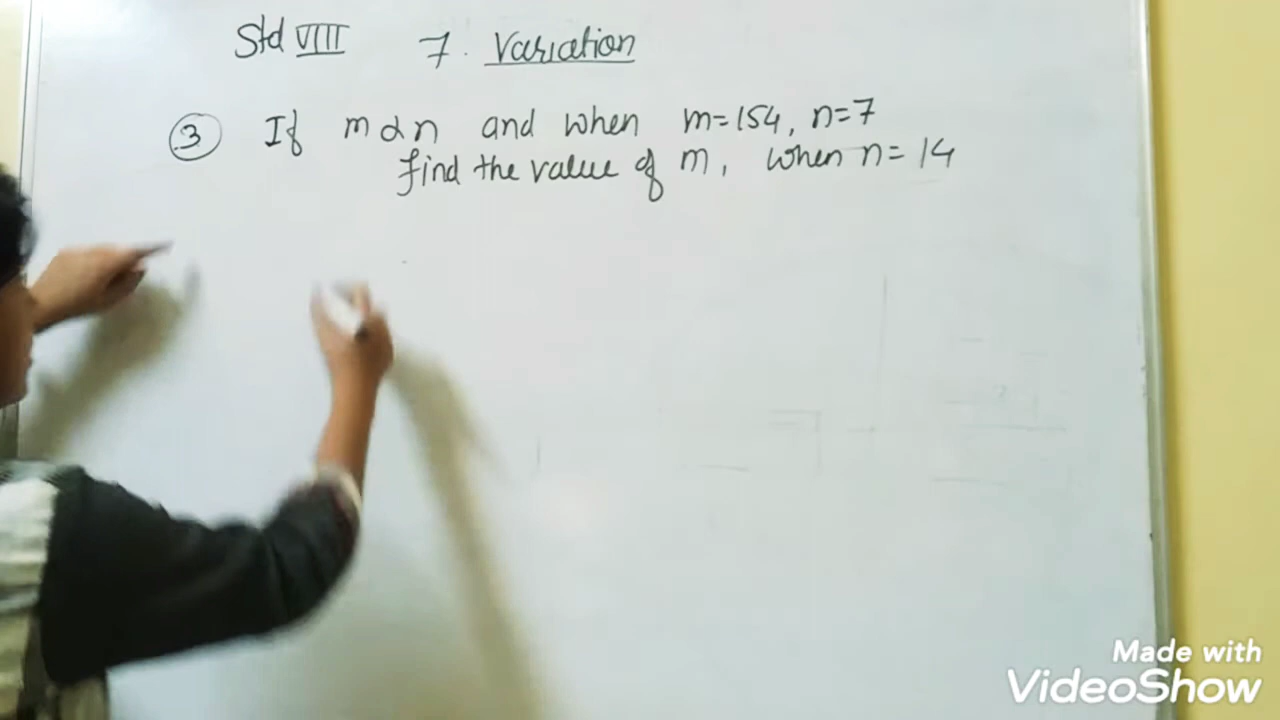 Std VIII 7. Variation
3 If m α n and when m=154, n=7
find the value of m, when n = 14
Made with
VideoShow